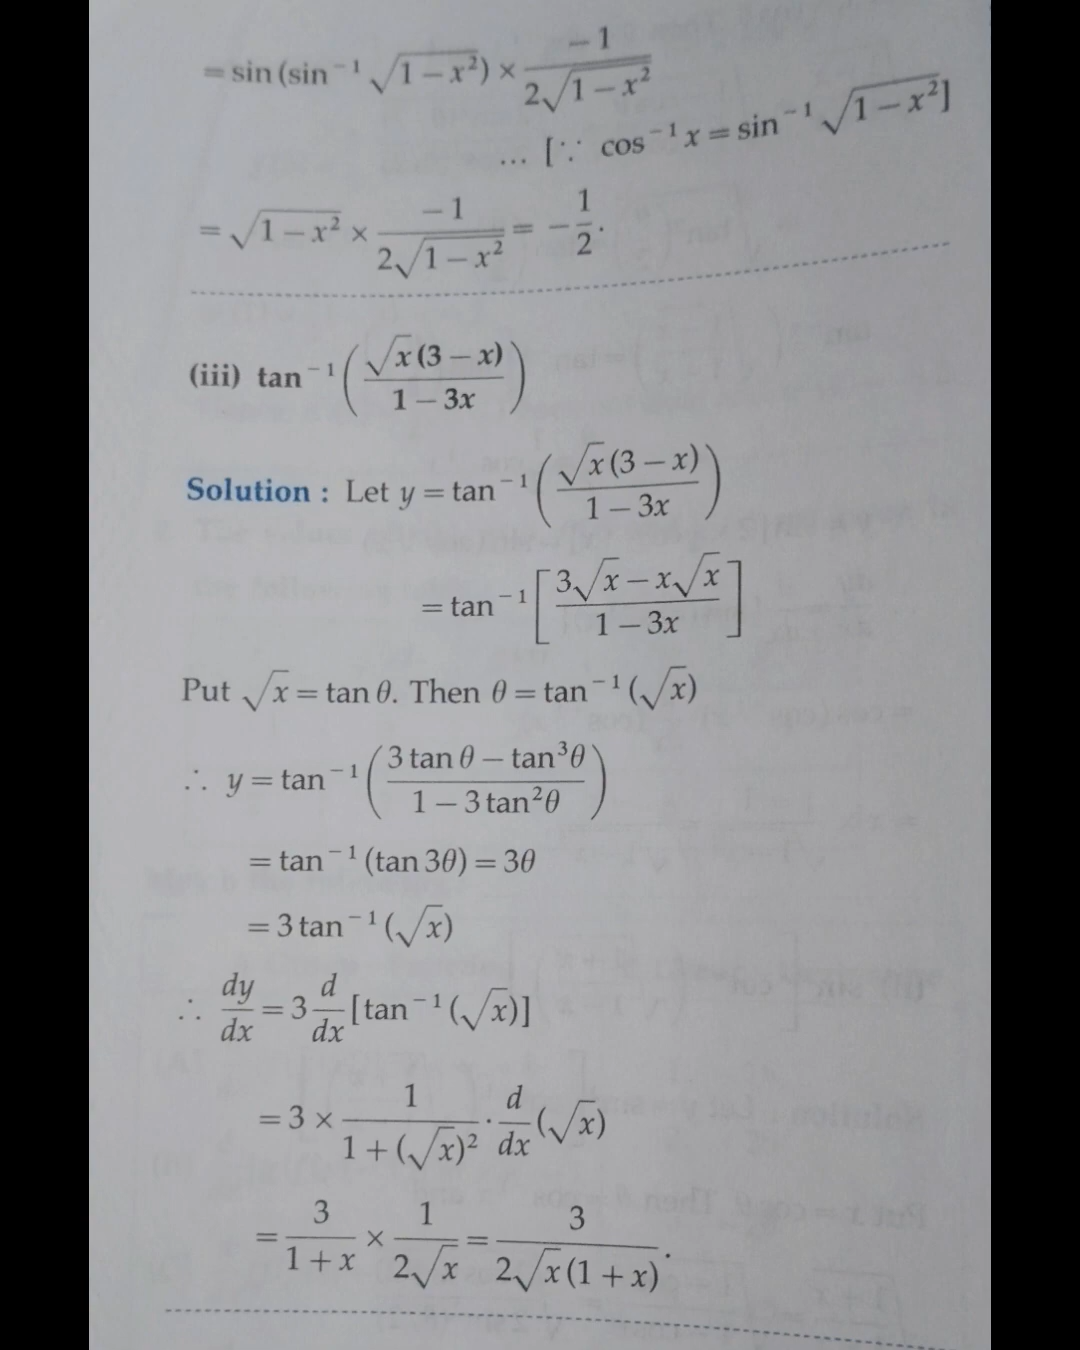 = sin (sin⁻¹ √(1 − x²)) × −1/(2√(1 − x²))
... [∵ cos⁻¹ x = sin⁻¹ √(1 − x²)]
= √(1 − x²) × −1/(2√(1 − x²)) = −1/2.
(iii) tan⁻¹(√x(3 − x)/(1 − 3x))
Solution : Let y = tan⁻¹(√x(3 − x)/(1 − 3x))
= tan⁻¹[(3√x − x√x)/(1 − 3x)]
Put √x = tan θ. Then θ = tan⁻¹(√x)
∴ y = tan⁻¹((3 tan θ − tan³θ)/(1 − 3 tan²θ))
= tan⁻¹(tan 3θ) = 3θ
= 3 tan⁻¹(√x)
∴ dy/dx = 3 d/dx [tan⁻¹(√x)]
= 3 × 1/(1 + (√x)²) · d/dx (√x)
= 3/(1 + x) × 1/(2√x) = 3/(2√x(1 + x)).